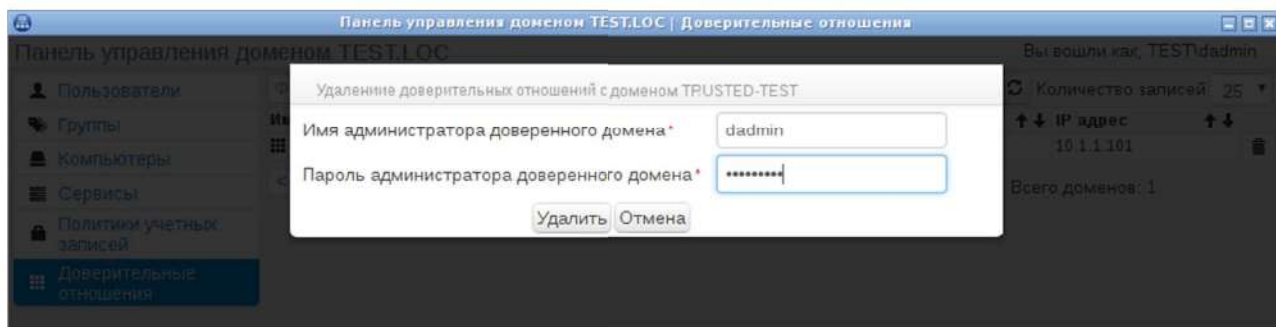 Панель управления доменом TEST.LOC | Доверительные отношения
Панель управления доменом TEST.LOC
Вы вошли как, TEST\dadmin
Пользователи
Количество записей 25
Группы
IP адрес
Компьютеры
10.1.1.101
Сервисы
Всего доменов: 1
Политики учетных
записей
Доверительные
отношения
Удалениие доверительных отношений с доменом TRUSTED-TEST
Имя администратора доверенного домена*
dadmin
Пароль администратора доверенного домена*
•••••••••
Удалить Отмена